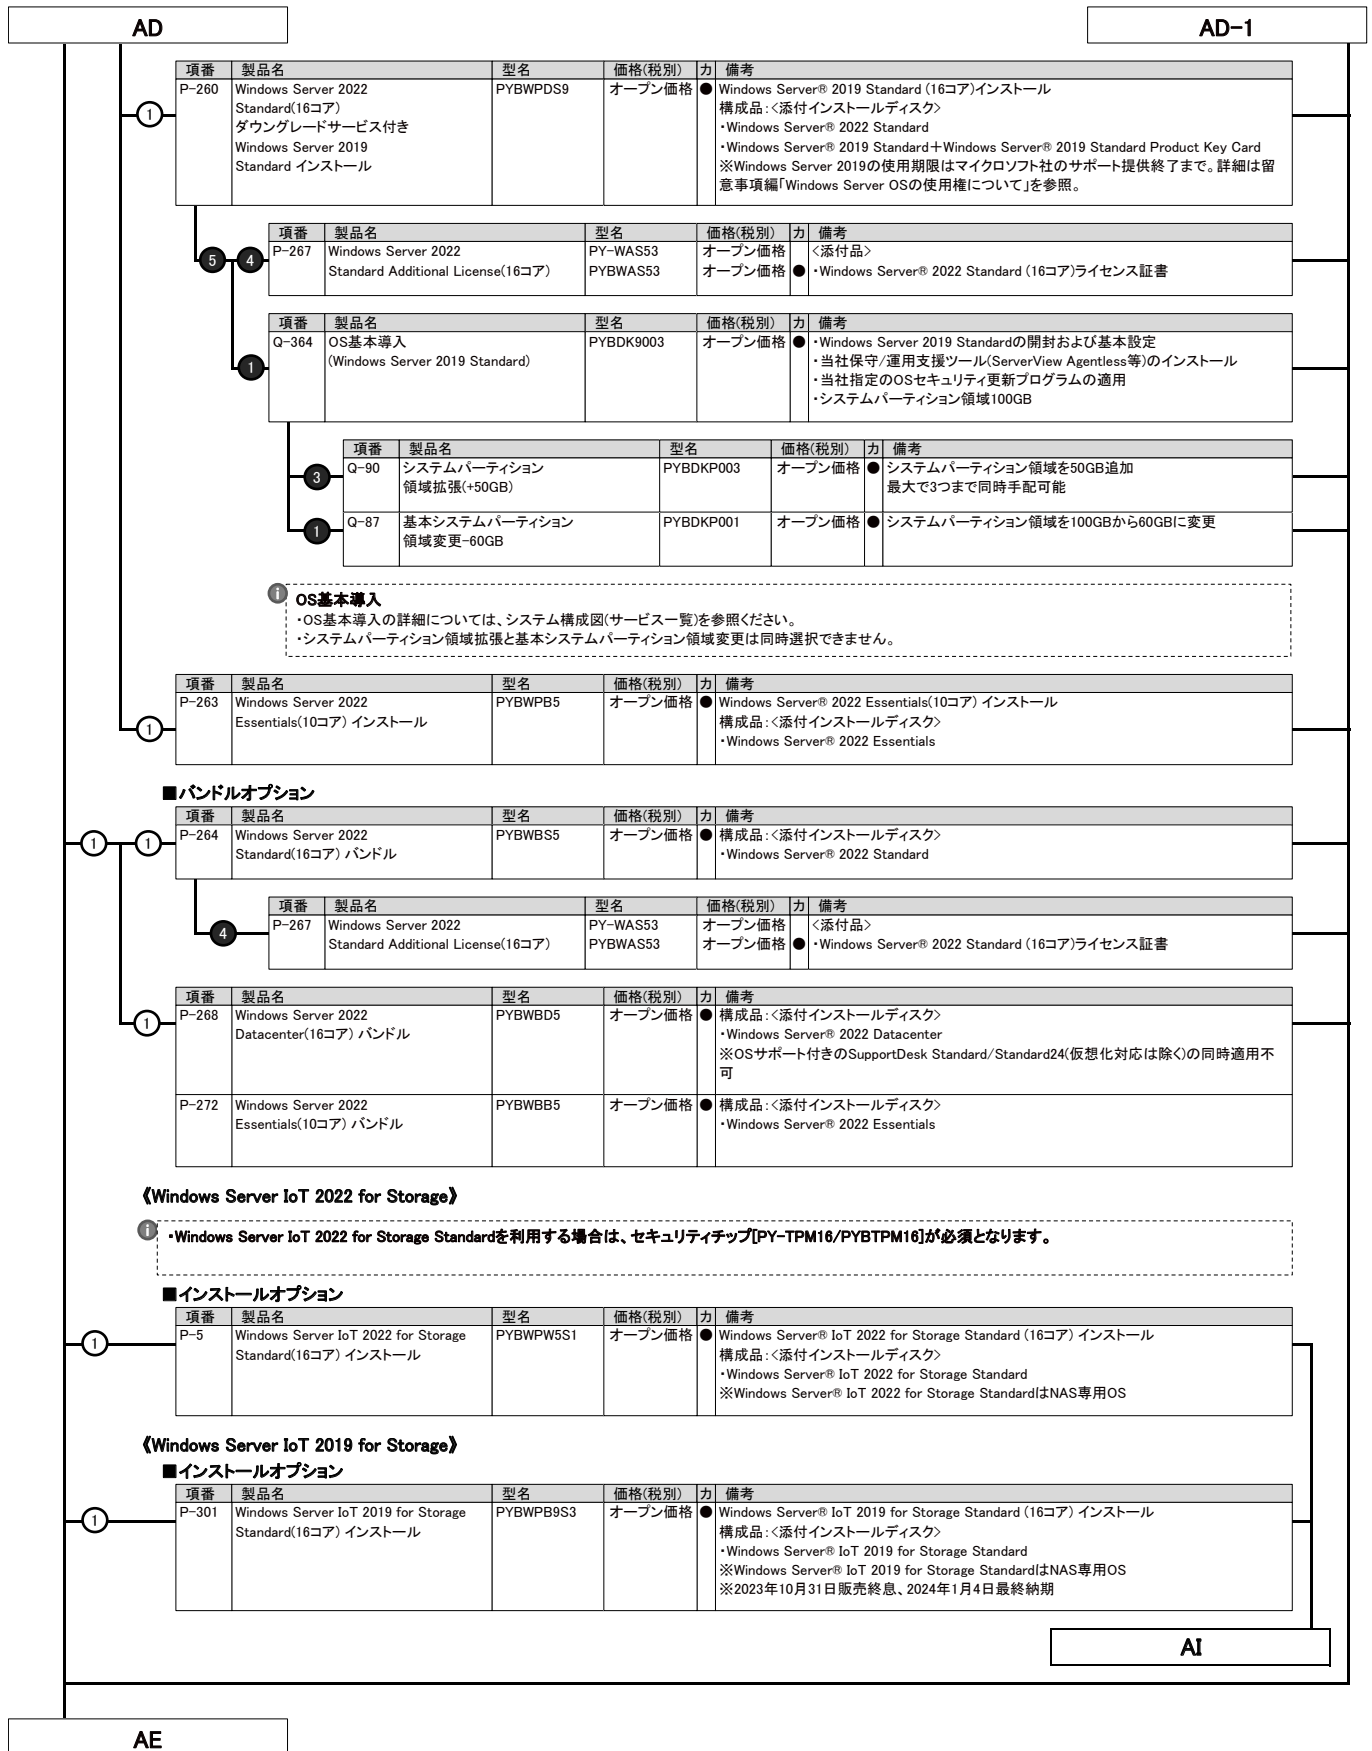 AD
AD-1
項番 製品名 型名 価格(税別) カ 備考
P-260 Windows Server 2022 PYBWPDS9 オープン価格 ● Windows Server® 2019 Standard (16コア)インストール
Standard(16コア) 構成品：<添付インストールディスク>
① ダウングレードサービス付き ・Windows Server® 2022 Standard
Windows Server 2019 ・Windows Server® 2019 Standard＋Windows Server® 2019 Standard Product Key Card
Standard インストール ※Windows Server 2019の使用期限はマイクロソフト社のサポート提供終了まで。詳細は留
意事項編「Windows Server OSの使用権について」を参照。
項番 製品名 型名 価格(税別) カ 備考
5 4 P-267 Windows Server 2022 PY-WAS53 オープン価格 <添付品>
Standard Additional License(16コア) PYBWAS53 オープン価格 ● ・Windows Server® 2022 Standard (16コア)ライセンス証書
項番 製品名 型名 価格(税別) カ 備考
Q-364 OS基本導入 PYBDK9003 オープン価格 ● ・Windows Server 2019 Standardの開封および基本設定
1 (Windows Server 2019 Standard) ・当社保守/運用支援ツール(ServerView Agentless等)のインストール
・当社指定のOSセキュリティ更新プログラムの適用
・システムパーティション領域100GB
項番 製品名 型名 価格(税別) カ 備考
3 Q-90 システムパーティション PYBDKP003 オープン価格 ● システムパーティション領域を50GB追加
領域拡張(+50GB) 最大で3つまで同時手配可能
1 Q-87 基本システムパーティション PYBDKP001 オープン価格 ● システムパーティション領域を100GBから60GBに変更
領域変更-60GB
i OS基本導入
・OS基本導入の詳細については、システム構成図(サービス一覧)を参照ください。
・システムパーティション領域拡張と基本システムパーティション領域変更は同時選択できません。
項番 製品名 型名 価格(税別) カ 備考
P-263 Windows Server 2022 PYBWPB5 オープン価格 ● Windows Server® 2022 Essentials(10コア) インストール
① Essentials(10コア) インストール 構成品：<添付インストールディスク>
・Windows Server® 2022 Essentials
■バンドルオプション
項番 製品名 型名 価格(税別) カ 備考
① ① P-264 Windows Server 2022 PYBWBS5 オープン価格 ● 構成品：<添付インストールディスク>
Standard(16コア) バンドル ・Windows Server® 2022 Standard
項番 製品名 型名 価格(税別) カ 備考
4 P-267 Windows Server 2022 PY-WAS53 オープン価格 <添付品>
Standard Additional License(16コア) PYBWAS53 オープン価格 ● ・Windows Server® 2022 Standard (16コア)ライセンス証書
項番 製品名 型名 価格(税別) カ 備考
① P-268 Windows Server 2022 PYBWBD5 オープン価格 ● 構成品：<添付インストールディスク>
Datacenter(16コア) バンドル ・Windows Server® 2022 Datacenter
※OSサポート付きのSupportDesk Standard/Standard24(仮想化対応は除く)の同時適用不
可
P-272 Windows Server 2022 PYBWBB5 オープン価格 ● 構成品：<添付インストールディスク>
Essentials(10コア) バンドル ・Windows Server® 2022 Essentials
《Windows Server IoT 2022 for Storage》
i ・Windows Server IoT 2022 for Storage Standardを利用する場合は、セキュリティチップ[PY-TPM16/PYBTPM16]が必須となります。
■インストールオプション
項番 製品名 型名 価格(税別) カ 備考
① P-5 Windows Server IoT 2022 for Storage PYBWPW5S1 オープン価格 ● Windows Server® IoT 2022 for Storage Standard (16コア) インストール
Standard(16コア) インストール 構成品：<添付インストールディスク>
・Windows Server® IoT 2022 for Storage Standard
※Windows Server® IoT 2022 for Storage StandardはNAS専用OS
《Windows Server IoT 2019 for Storage》
■インストールオプション
項番 製品名 型名 価格(税別) カ 備考
① P-301 Windows Server IoT 2019 for Storage PYBWPB9S3 オープン価格 ● Windows Server® IoT 2019 for Storage Standard (16コア) インストール
Standard(16コア) インストール 構成品：<添付インストールディスク>
・Windows Server® IoT 2019 for Storage Standard
※Windows Server® IoT 2019 for Storage StandardはNAS専用OS
※2023年10月31日販売終息、2024年1月4日最終納期
AI
AE